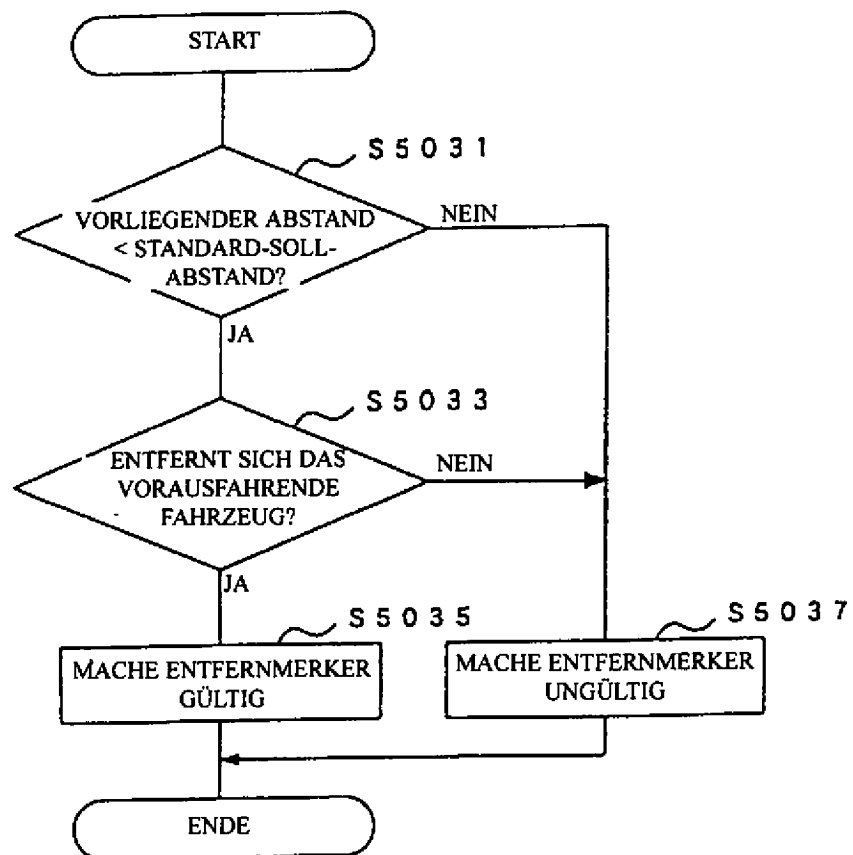 START
S5031
VORLIEGENDER ABSTAND
< STANDARD-SOLL-
ABSTAND?
NEIN
JA
S5033
ENTFERNT SICH DAS
VORAUSFAHRENDE
FAHRZEUG?
NEIN
JA
S5035
MACHE ENTFERNMERKER
GÜLTIG
S5037
MACHE ENTFERNMERKER
UNGÜLTIG
ENDE